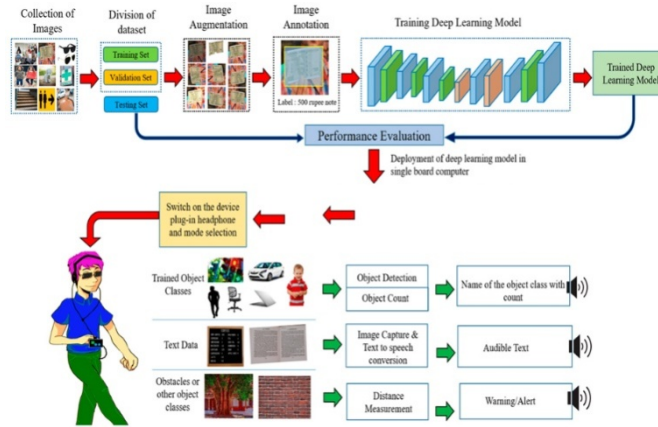 Collection of
Images
Division of
dataset
Image
Augmentation
Image
Annotation
Training Deep Learning Model
Training Set
Validation Set
Testing Set
Label : 500 rupee note
Trained Deep
Learning Model
Performance Evaluation
Deployment of deep learning model in
single board computer
Switch on the device
plug-in headphone
and mode selection
Trained Object
Classes
Object Detection
Object Count
Name of the object class with
count
Text Data
Image Capture &
Text to speech
conversion
Audible Text
Obstacles or
other object
classes
Distance
Measurement
Warning/Alert